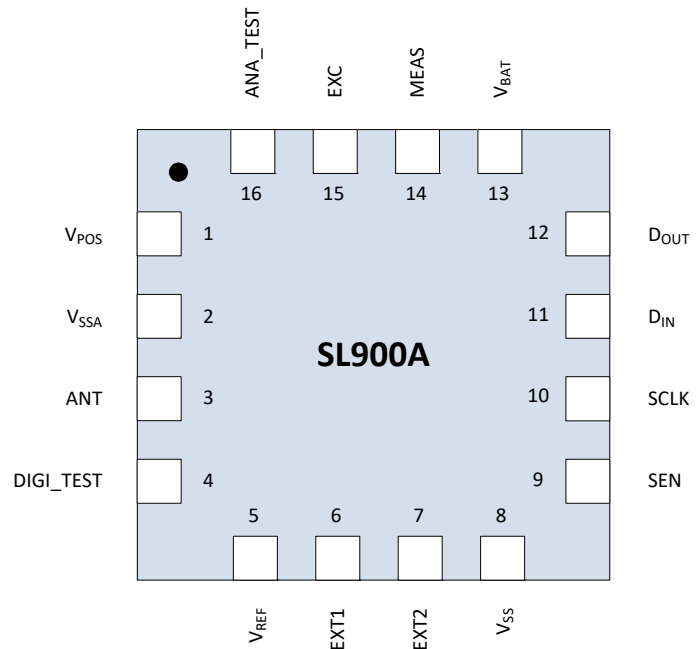 ANA_TEST EXC MEAS VBAT
16 15 14 13
VPOS 1 12 DOUT
VSSA 2 11 DIN
SL900A
ANT 3 10 SCLK
DIGI_TEST 4 9 SEN
5 6 7 8
VREF EXT1 EXT2 VSS